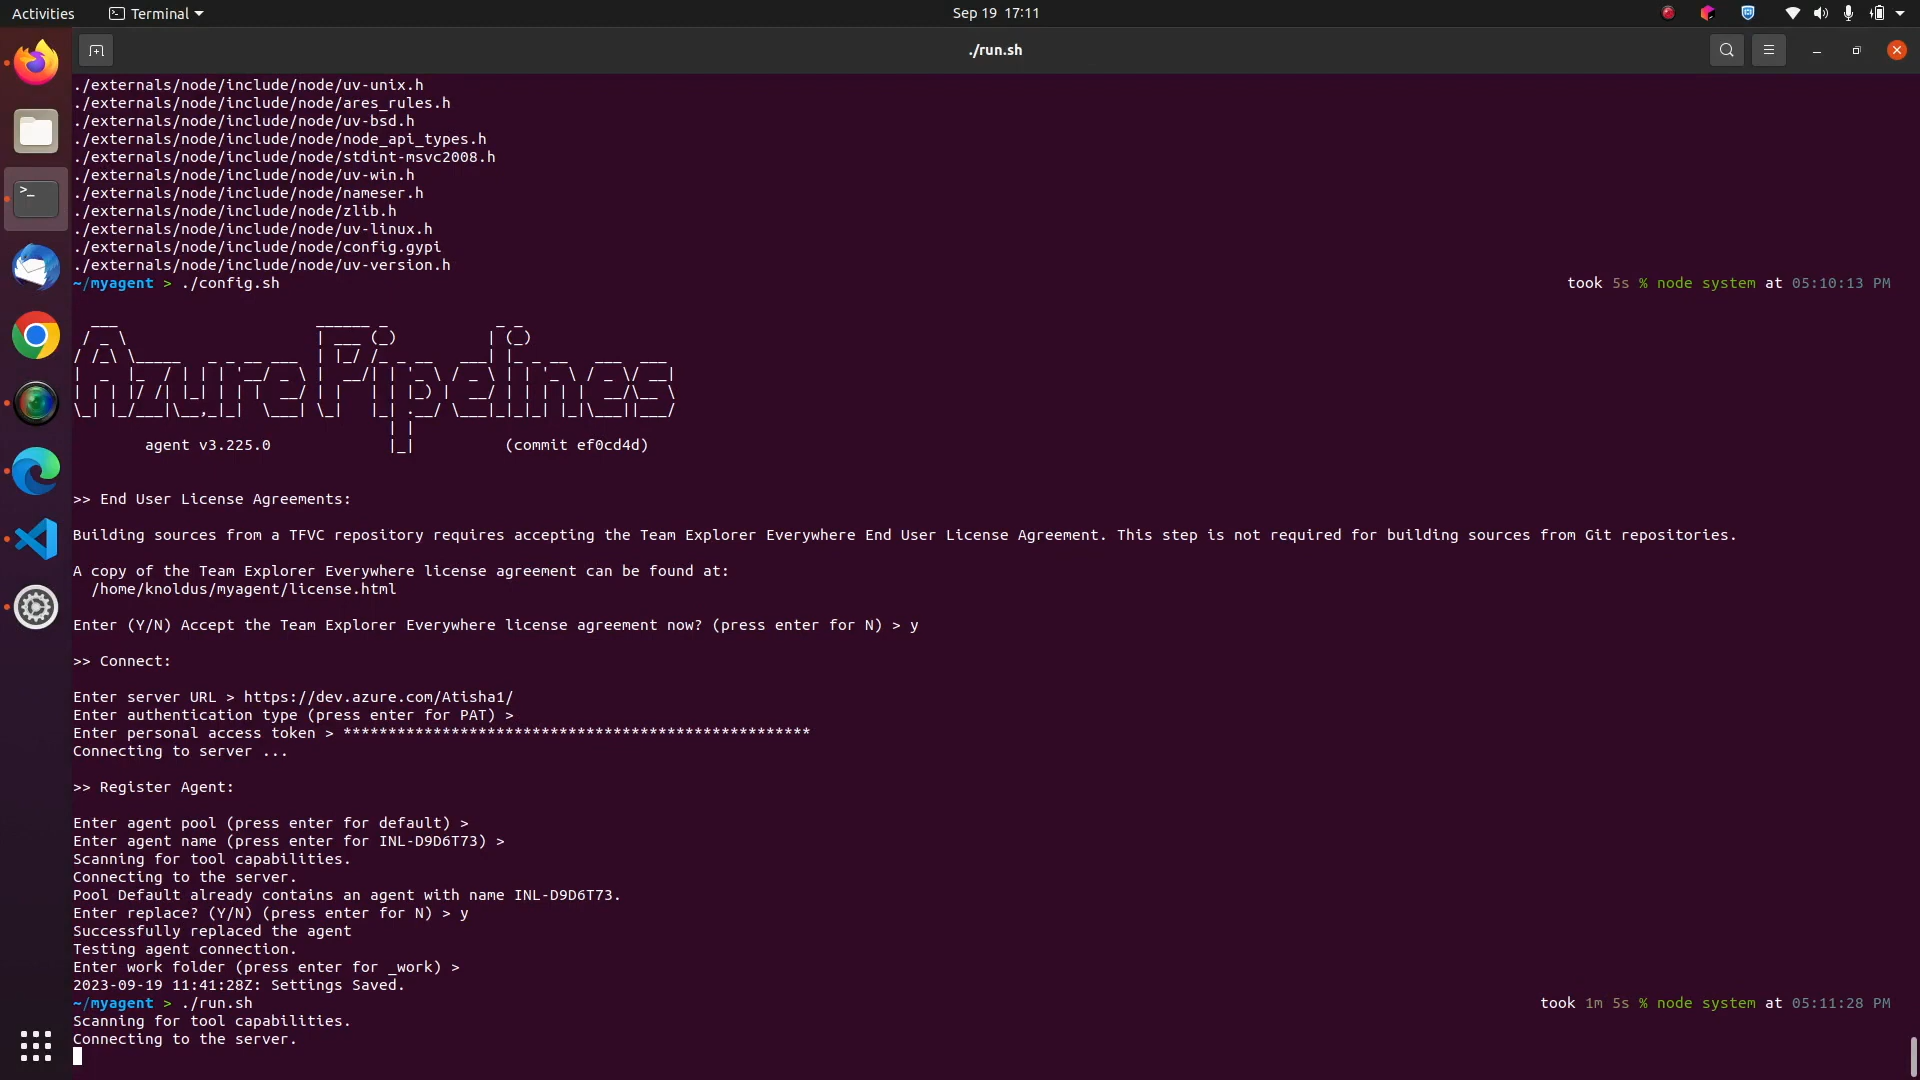 Activities
Terminal
Sep 19 17:11
./run.sh
./externals/node/include/node/uv-unix.h
./externals/node/include/node/ares_rules.h
./externals/node/include/node/uv-bsd.h
./externals/node/include/node/node_api_types.h
./externals/node/include/node/stdint-msvc2008.h
./externals/node/include/node/uv-win.h
./externals/node/include/node/nameser.h
./externals/node/include/node/zlib.h
./externals/node/include/node/uv-linux.h
./externals/node/include/node/config.gypi
./externals/node/include/node/uv-version.h
~/myagent > ./config.sh took 5s % node system at 05:10:13 PM
AzurePipelines
agent v3.225.0 (commit ef0cd4d)
>> End User License Agreements:
Building sources from a TFVC repository requires accepting the Team Explorer Everywhere End User License Agreement. This step is not required for building sources from Git repositories.
A copy of the Team Explorer Everywhere license agreement can be found at:
/home/knoldus/myagent/license.html
Enter (Y/N) Accept the Team Explorer Everywhere license agreement now? (press enter for N) > y
>> Connect:
Enter server URL > https://dev.azure.com/Atisha1/
Enter authentication type (press enter for PAT) >
Enter personal access token > ****************************************************
Connecting to server ...
>> Register Agent:
Enter agent pool (press enter for default) >
Enter agent name (press enter for INL-D9D6T73) >
Scanning for tool capabilities.
Connecting to the server.
Pool Default already contains an agent with name INL-D9D6T73.
Enter replace? (Y/N) (press enter for N) > y
Successfully replaced the agent
Testing agent connection.
Enter work folder (press enter for _work) >
2023-09-19 11:41:28Z: Settings Saved.
~/myagent > ./run.sh took 1m 5s % node system at 05:11:28 PM
Scanning for tool capabilities.
Connecting to the server.